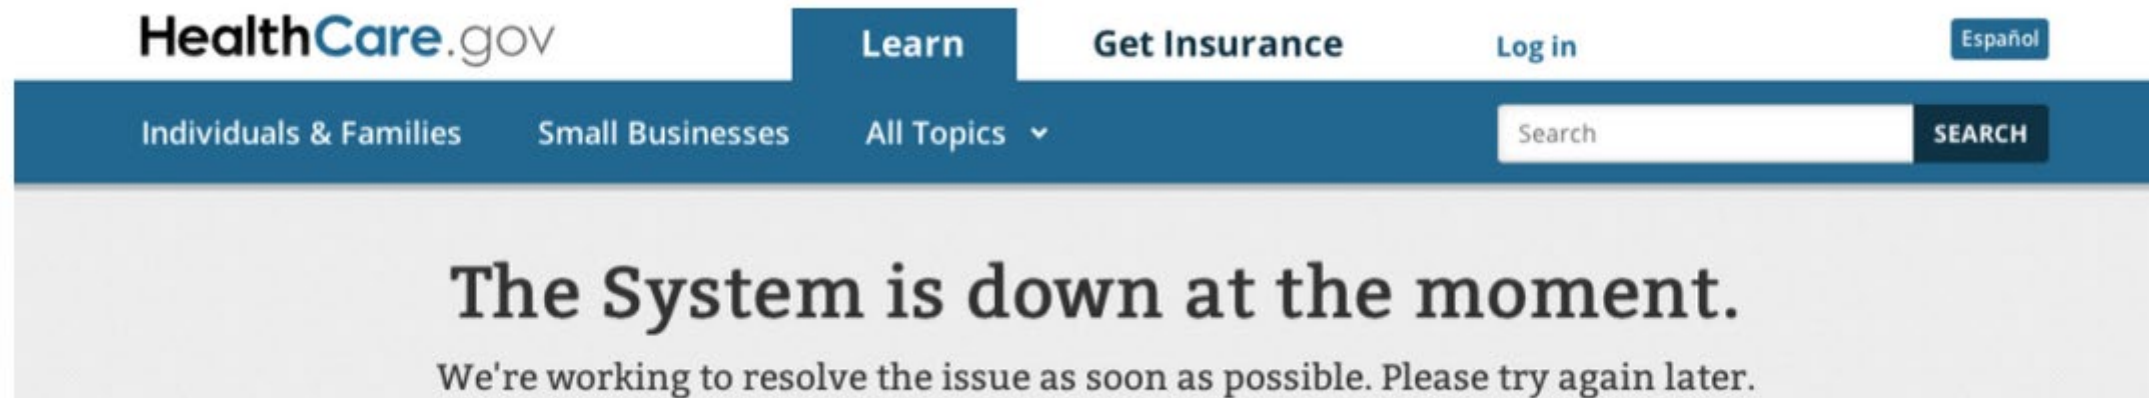 HealthCare.gov Learn Get Insurance Log in Español
Individuals & Families Small Businesses All Topics Search SEARCH
The System is down at the moment.
We're working to resolve the issue as soon as possible. Please try again later.